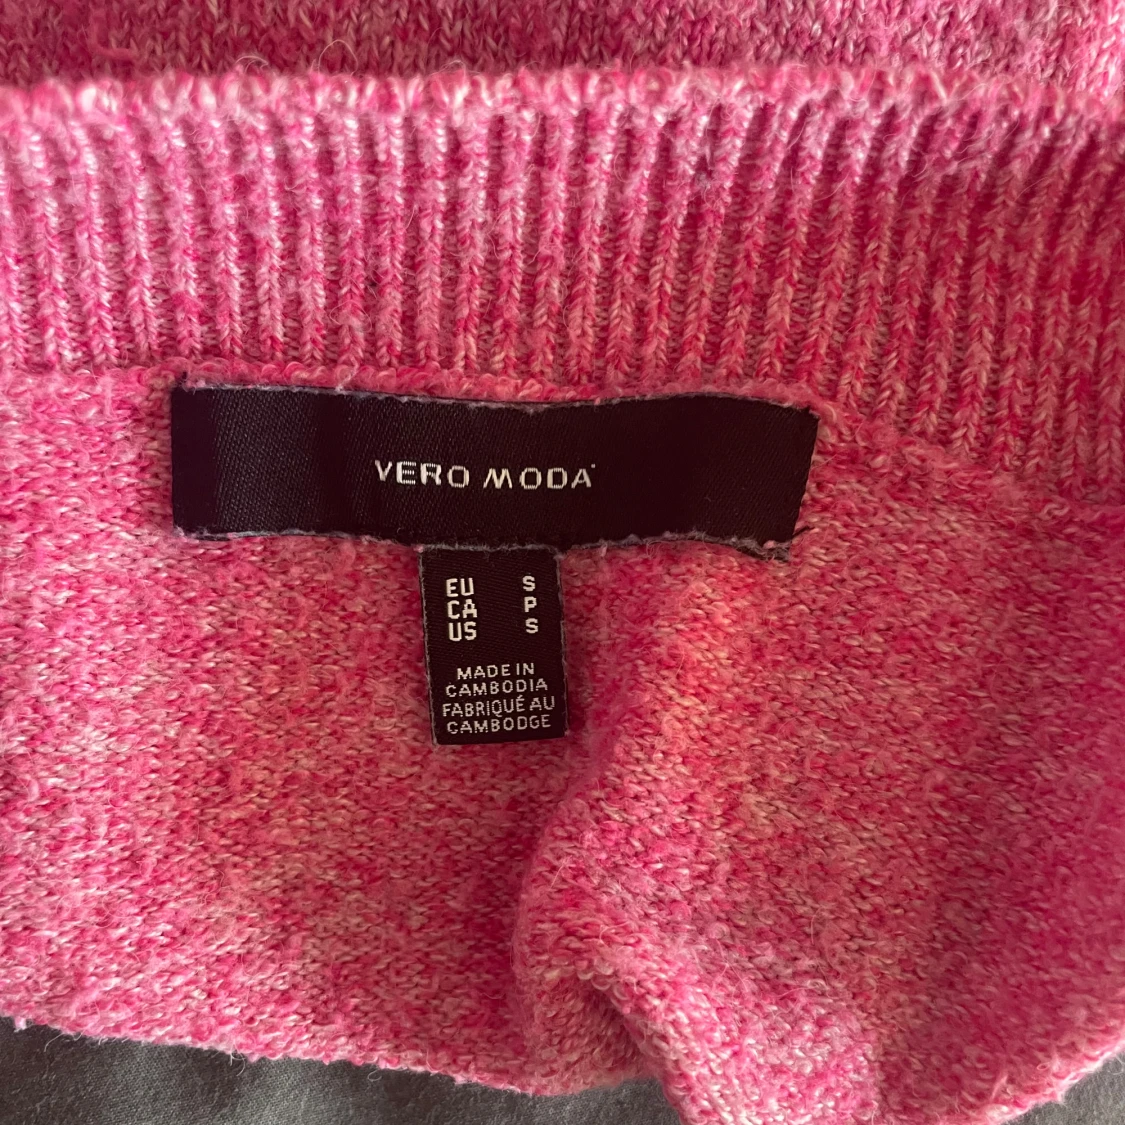 VERO MODA
EU S
CA P
US S
MADE IN
CAMBODIA
FABRIQUÉ AU
CAMBODGE